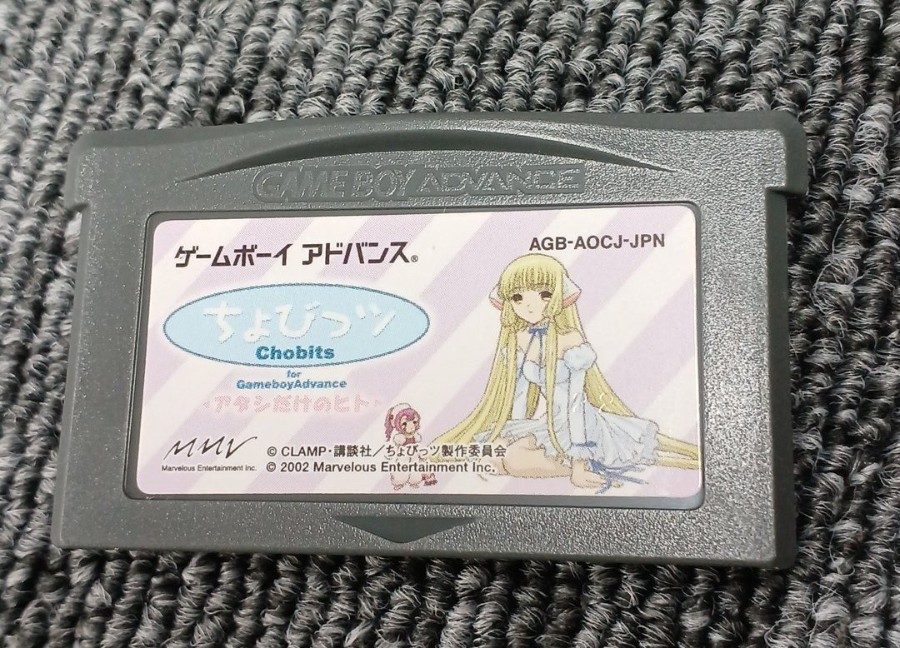 GAME BOY ADVANCE
ゲームボーイ アドバンス®
AGB-AOCJ-JPN
ちょびっツ
Chobits
for
GameboyAdvance
・アタシだけのヒト・
MMV
Marvelous Entertainment Inc.
© CLAMP・講談社／ちょびっツ製作委員会
© 2002 Marvelous Entertainment Inc.